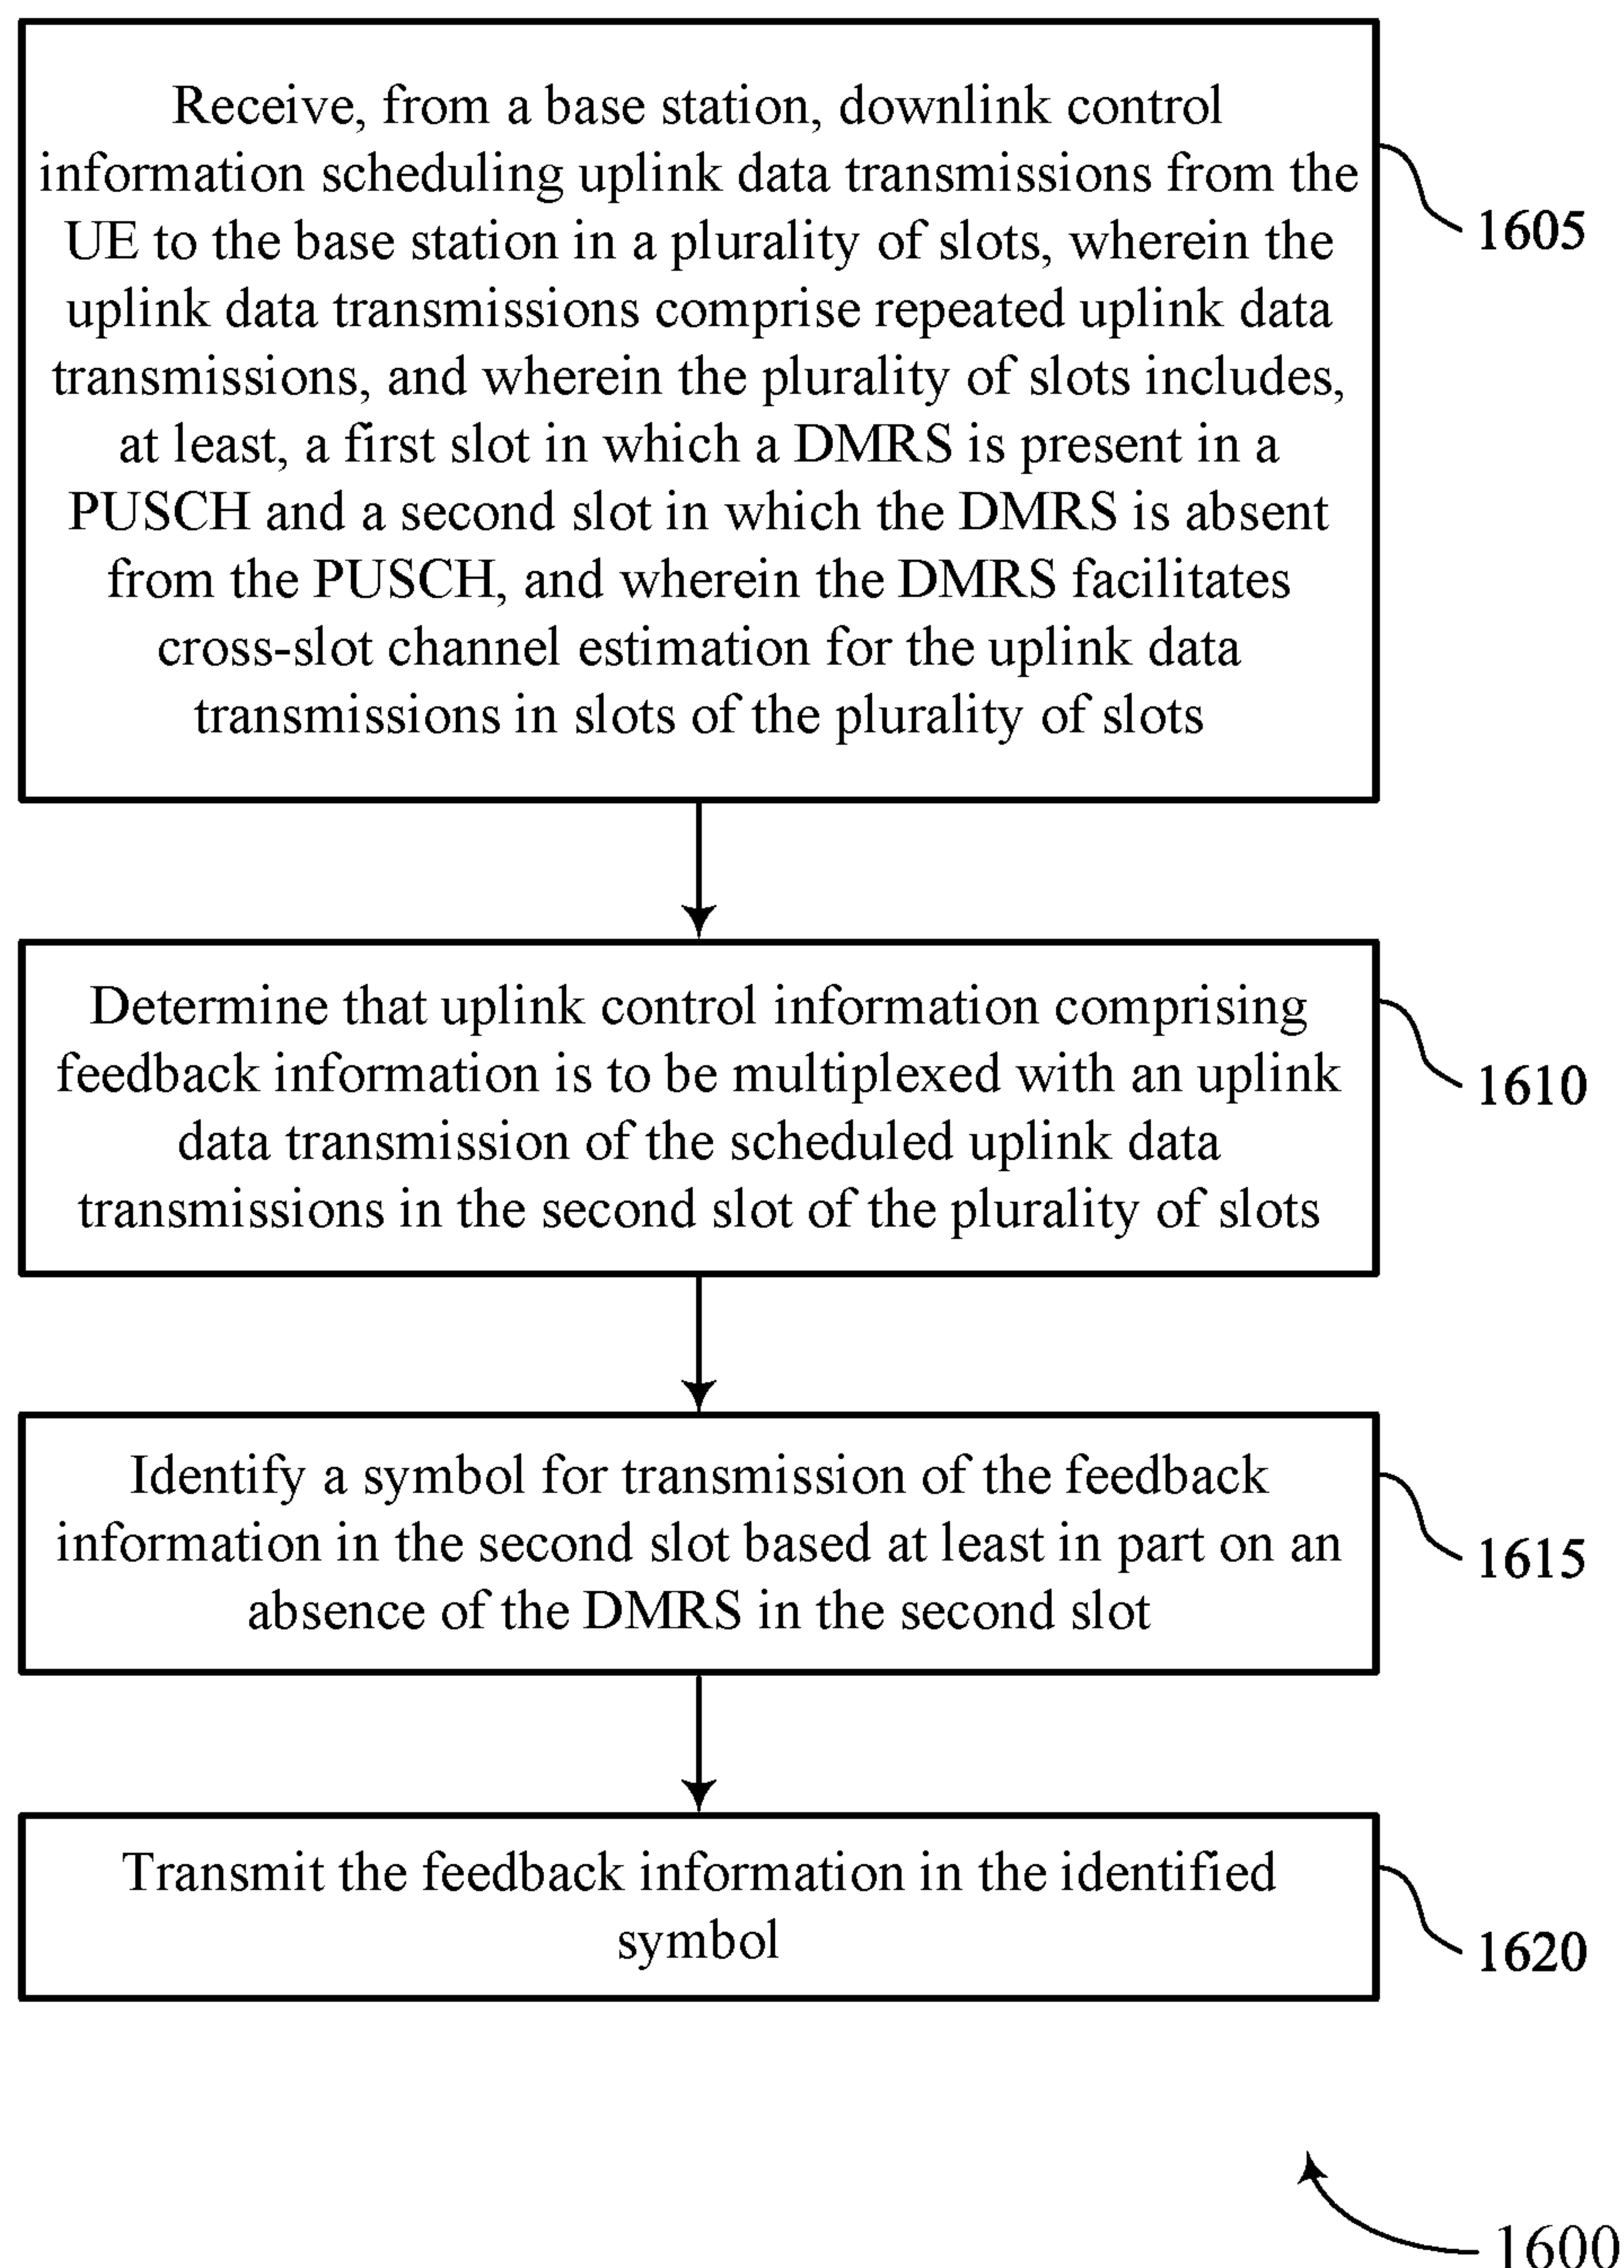 Receive, from a base station, downlink control
information scheduling uplink data transmissions from the
UE to the base station in a plurality of slots, wherein the
uplink data transmissions comprise repeated uplink data
transmissions, and wherein the plurality of slots includes,
at least, a first slot in which a DMRS is present in a
PUSCH and a second slot in which the DMRS is absent
from the PUSCH, and wherein the DMRS facilitates
cross-slot channel estimation for the uplink data
transmissions in slots of the plurality of slots
1605
Determine that uplink control information comprising
feedback information is to be multiplexed with an uplink
data transmission of the scheduled uplink data
transmissions in the second slot of the plurality of slots
1610
Identify a symbol for transmission of the feedback
information in the second slot based at least in part on an
absence of the DMRS in the second slot
1615
Transmit the feedback information in the identified
symbol
1620
1600